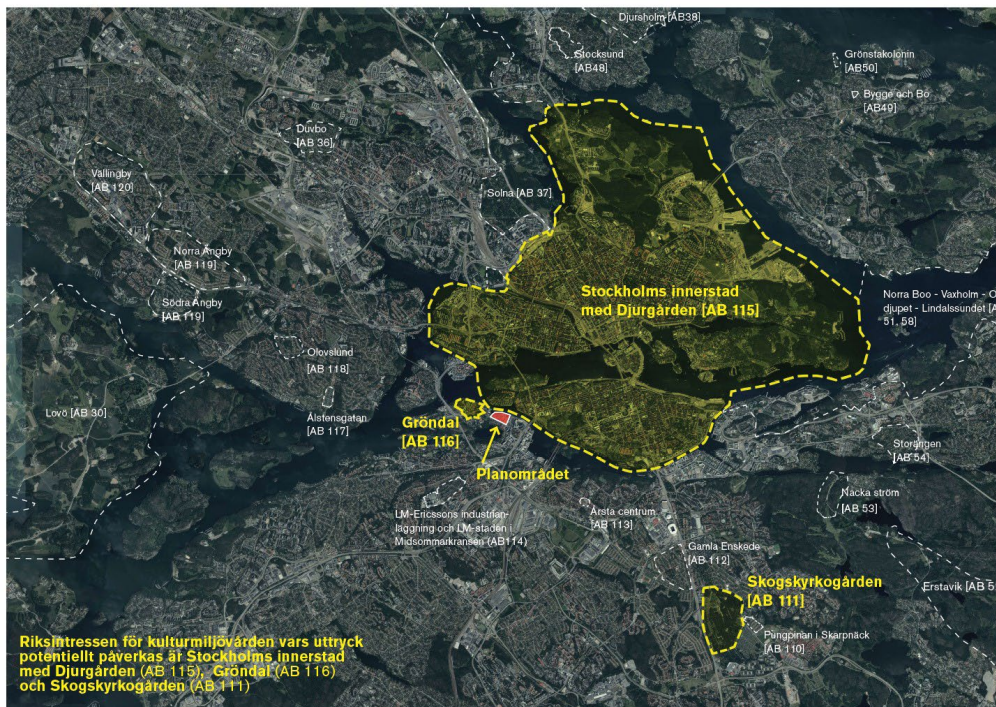 Djursholm [AB38]
Stocksund
[AB48]
Grönstakolonin
[AB50]
Bygge och Bo
[AB49]
Duvbo
[AB 36]
Vällingby
[AB 120]
Solna [AB 37]
Norra Ängby
[AB 119]
Södra Ängby
[AB 119]
Stockholms innerstad
med Djurgården [AB 115]
Norra Boo - Vaxholm - O
djupet - Lindalssundet [A
51, 58]
Olovslund
[AB 118]
Lovö [AB 30]
Ålstensgatan
[AB 117]
Gröndal
[AB 116]
Planområdet
Storängen
[AB 54]
Nacka ström
[AB 53]
LM-Ericssons industrian-
läggning och LM-staden i
Midsommarkransen (AB114)
Årsta centrum
[AB 113]
Gamla Enskede
[AB 112]
Skogskyrkogården
[AB 111]
Erstavik [AB 5
Pungpinan i Skarpnäck
[AB 110]
Riksintressen för kulturmiljövården vars uttryck
potentiellt påverkas är Stockholms innerstad
med Djurgården (AB 115), Gröndal (AB 116)
och Skogskyrkogården (AB 111)